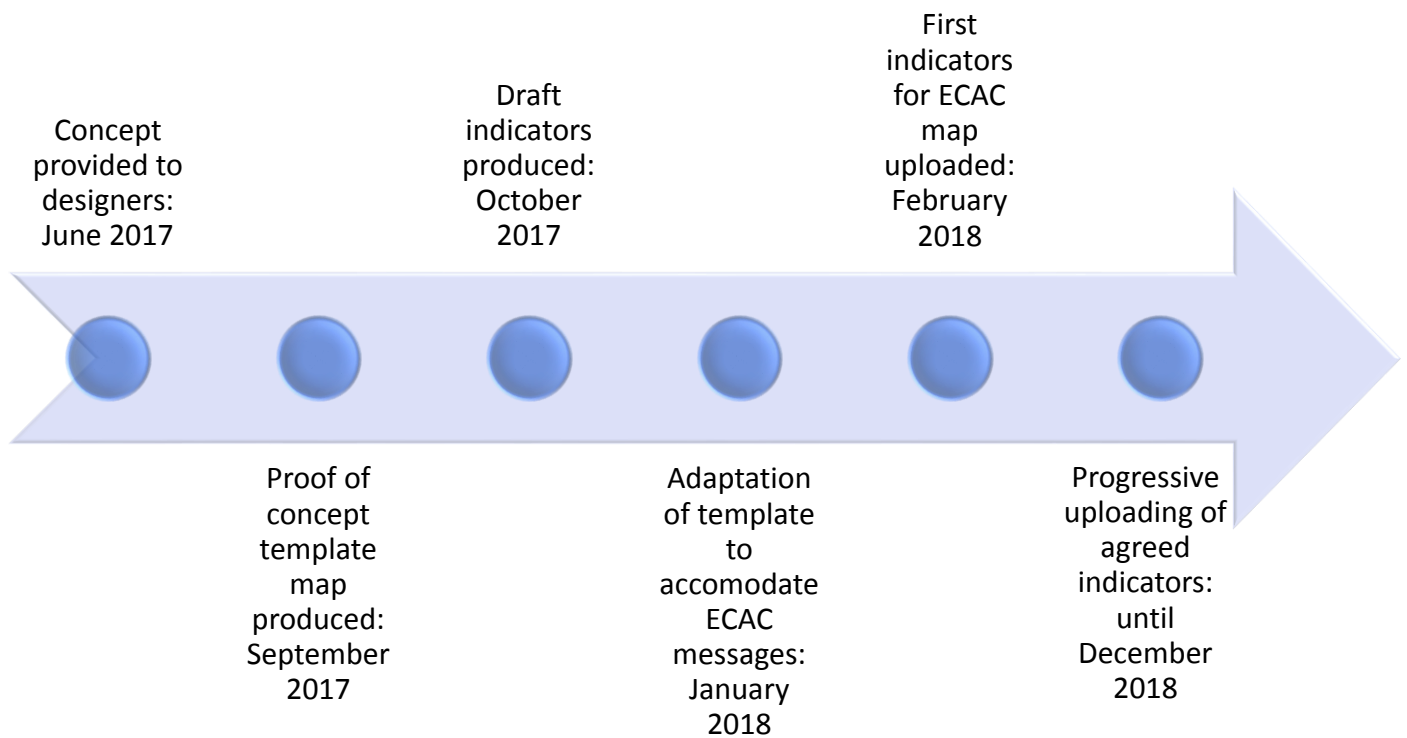 Concept
provided to
designers:
June 2017
Proof of
concept
template
map
produced:
September
2017
Draft
indicators
produced:
October
2017
Adaptation
of template
to
accomodate
ECAC
messages:
January
2018
First
indicators
for ECAC
map
uploaded:
February
2018
Progressive
uploading of
agreed
indicators:
until
December
2018